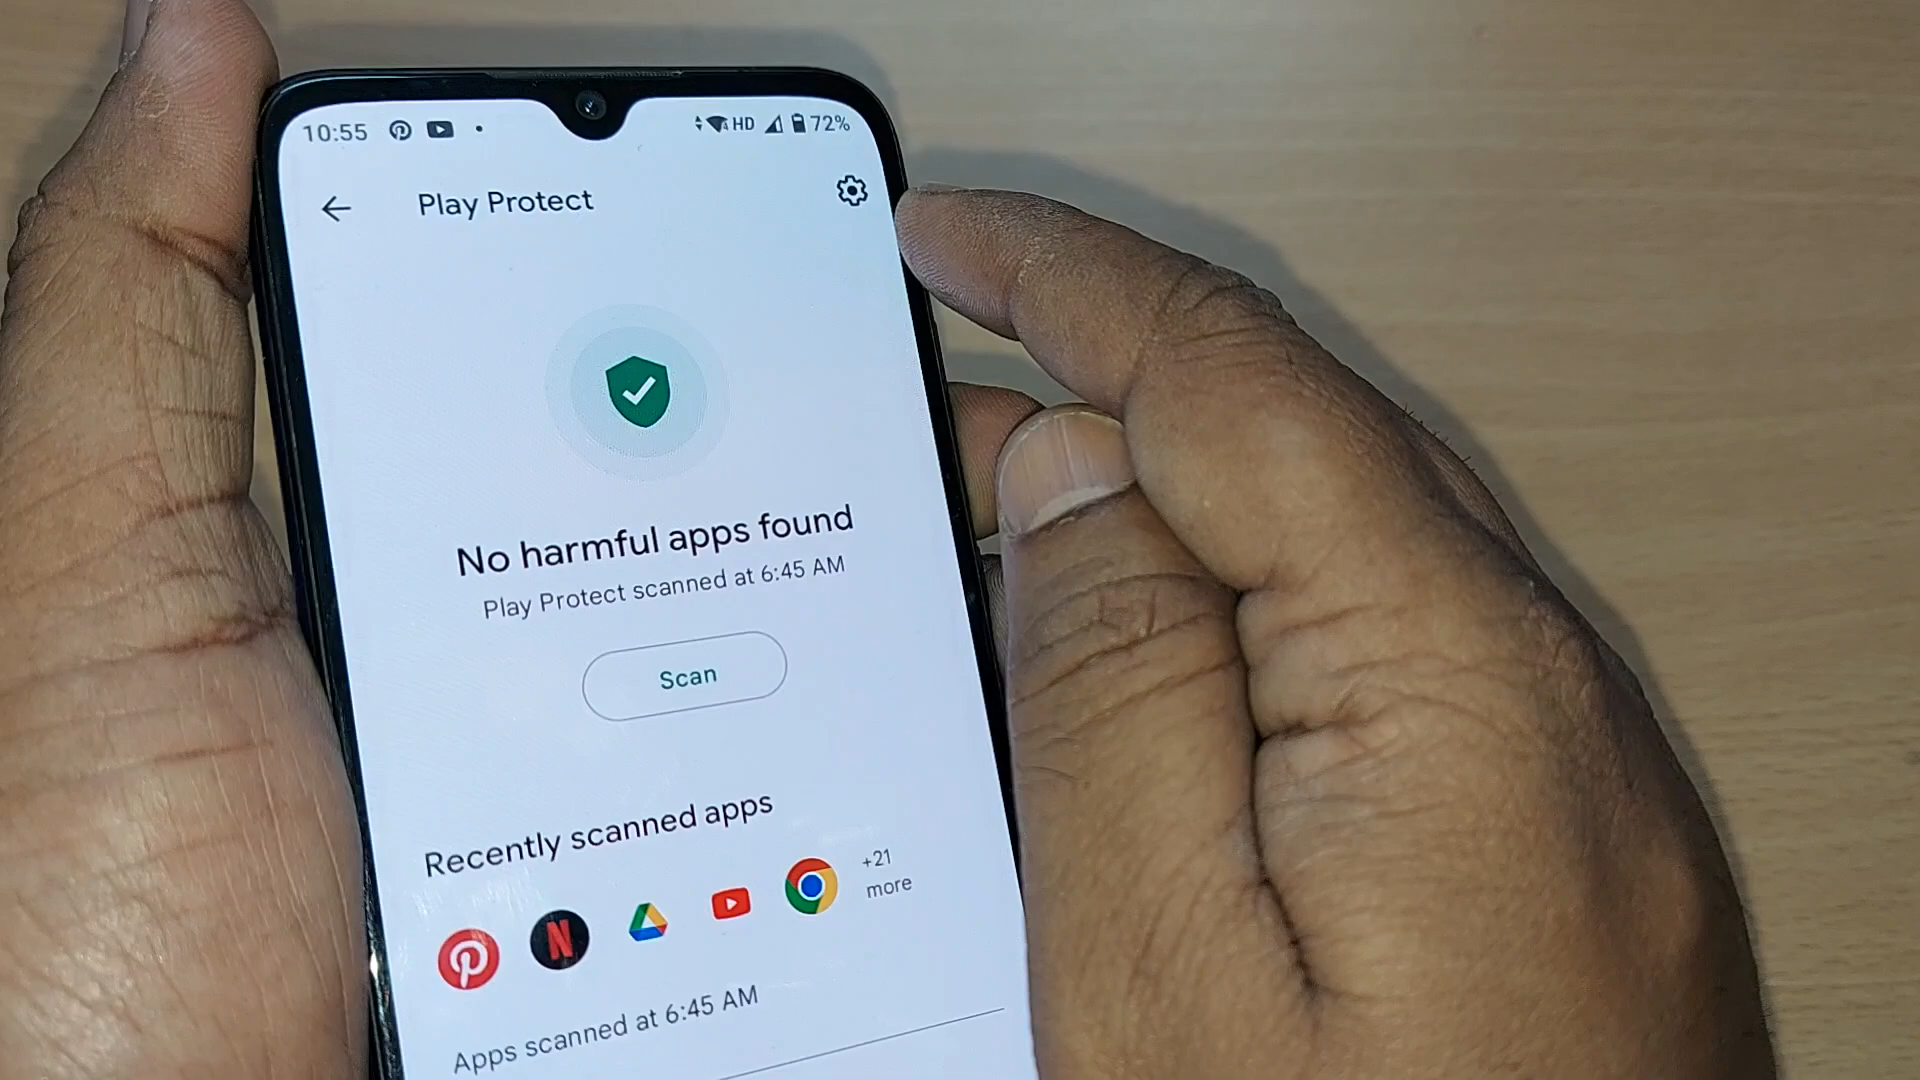 10:55
HD 72%
Play Protect
No harmful apps found
Play Protect scanned at 6:45 AM
Scan
Recently scanned apps
+21
more
Apps scanned at 6:45 AM